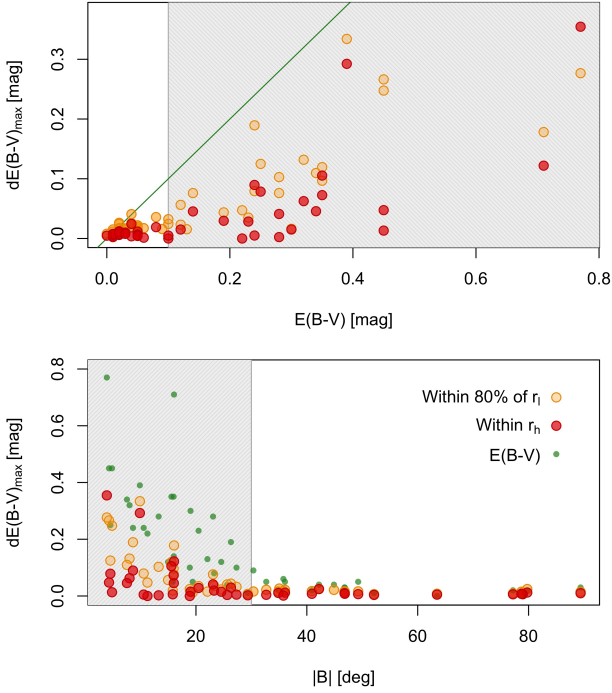 dE(B-V)max [mag]
0.3
0.2
0.1
0.0
0.0 0.2 0.4 0.6 0.8
E(B-V) [mag]
dE(B-V)max [mag]
0.8
0.6
0.4
0.2
0.0
Within 80% of rl
Within rh
E(B-V)
20 40 60 80
|B| [deg]